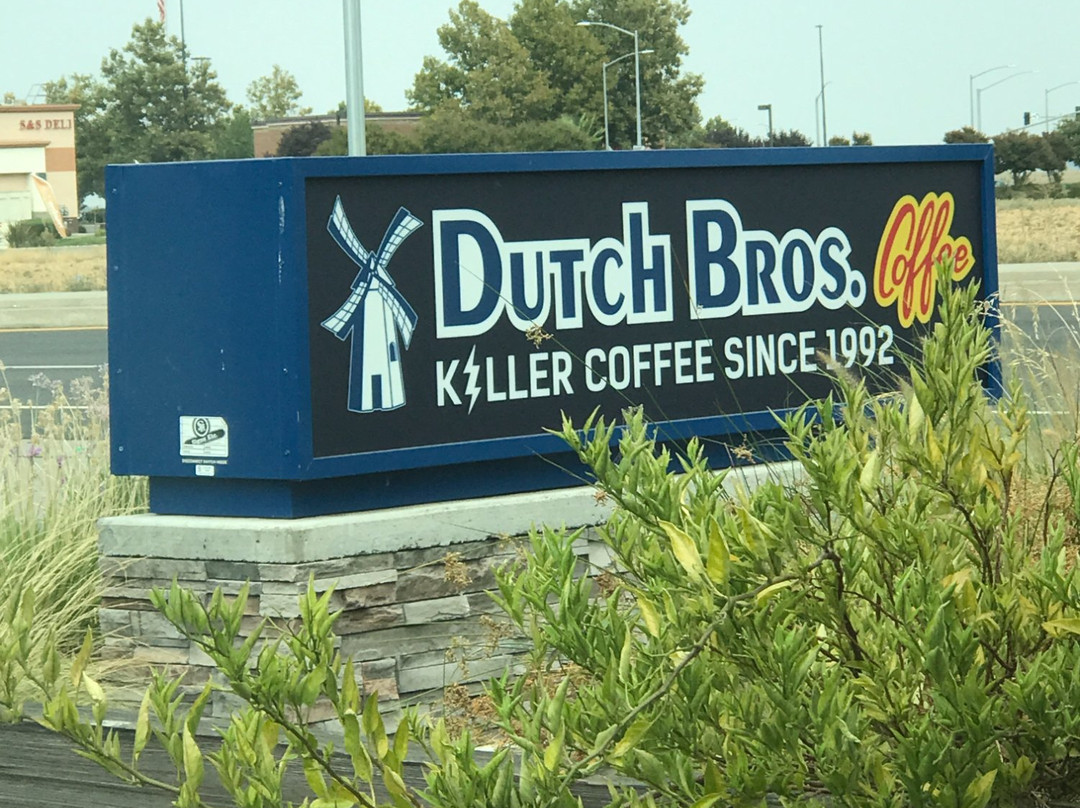 S&S DELI
DUTCH BROS. Coffee
KILLER COFFEE SINCE 1992